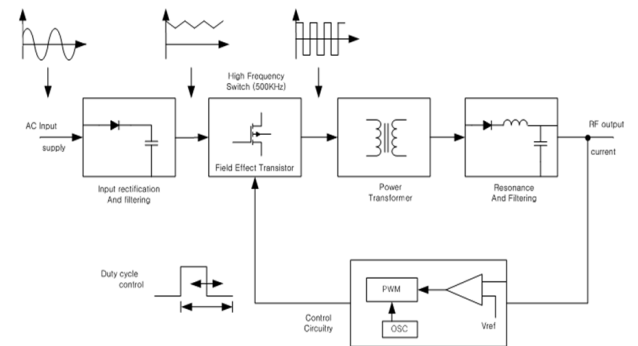 High Frequency
Switch (500KHz)
AC Input
supply
Field Effect Transistor
RF output
current
Input rectification
And filtering
Power
Transformer
Resonance
And Filtering
Duty cycle
control
PWM
OSC
Vref
Control
Circuitry